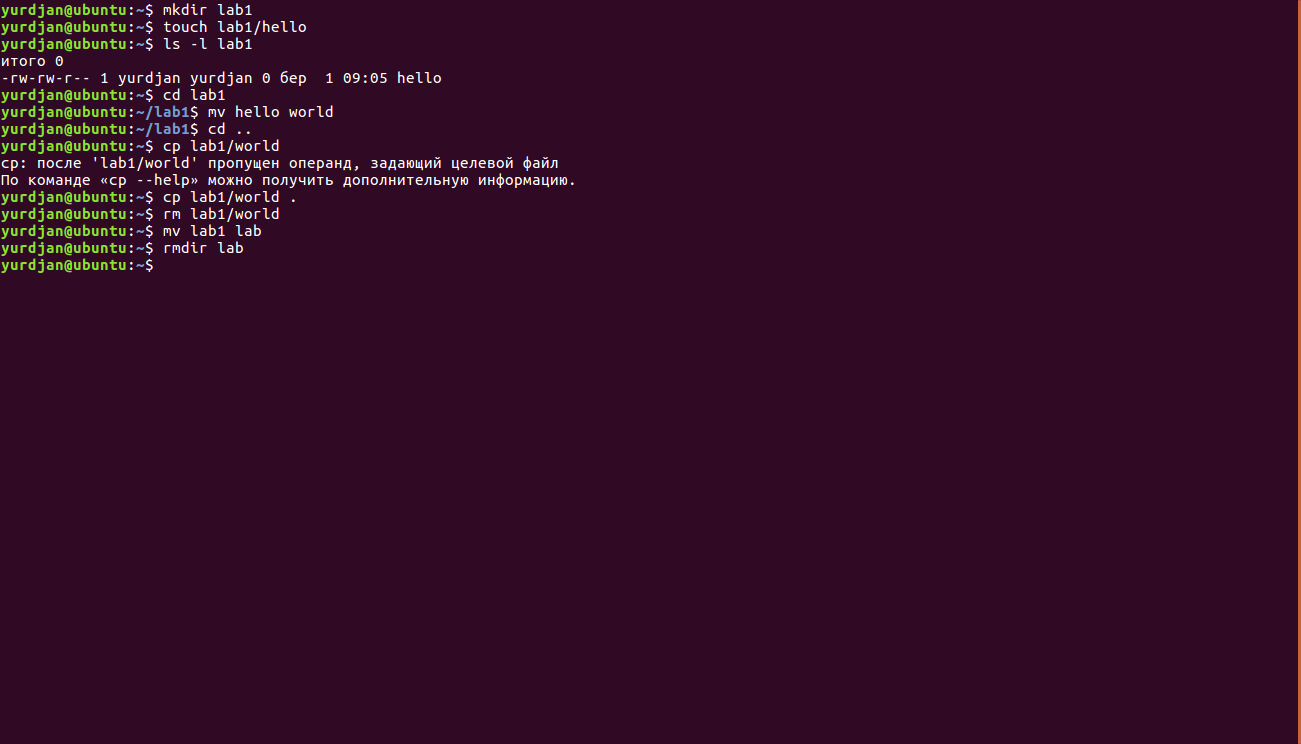 yurdjan@ubuntu:~$ mkdir lab1
yurdjan@ubuntu:~$ touch lab1/hello
yurdjan@ubuntu:~$ ls -l lab1
итого 0
-rw-rw-r-- 1 yurdjan yurdjan 0 бер  1 09:05 hello
yurdjan@ubuntu:~$ cd lab1
yurdjan@ubuntu:~/lab1$ mv hello world
yurdjan@ubuntu:~/lab1$ cd ..
yurdjan@ubuntu:~$ cp lab1/world
cp: после 'lab1/world' пропущен операнд, задающий целевой файл
По команде «cp --help» можно получить дополнительную информацию.
yurdjan@ubuntu:~$ cp lab1/world .
yurdjan@ubuntu:~$ rm lab1/world
yurdjan@ubuntu:~$ mv lab1 lab
yurdjan@ubuntu:~$ rmdir lab
yurdjan@ubuntu:~$